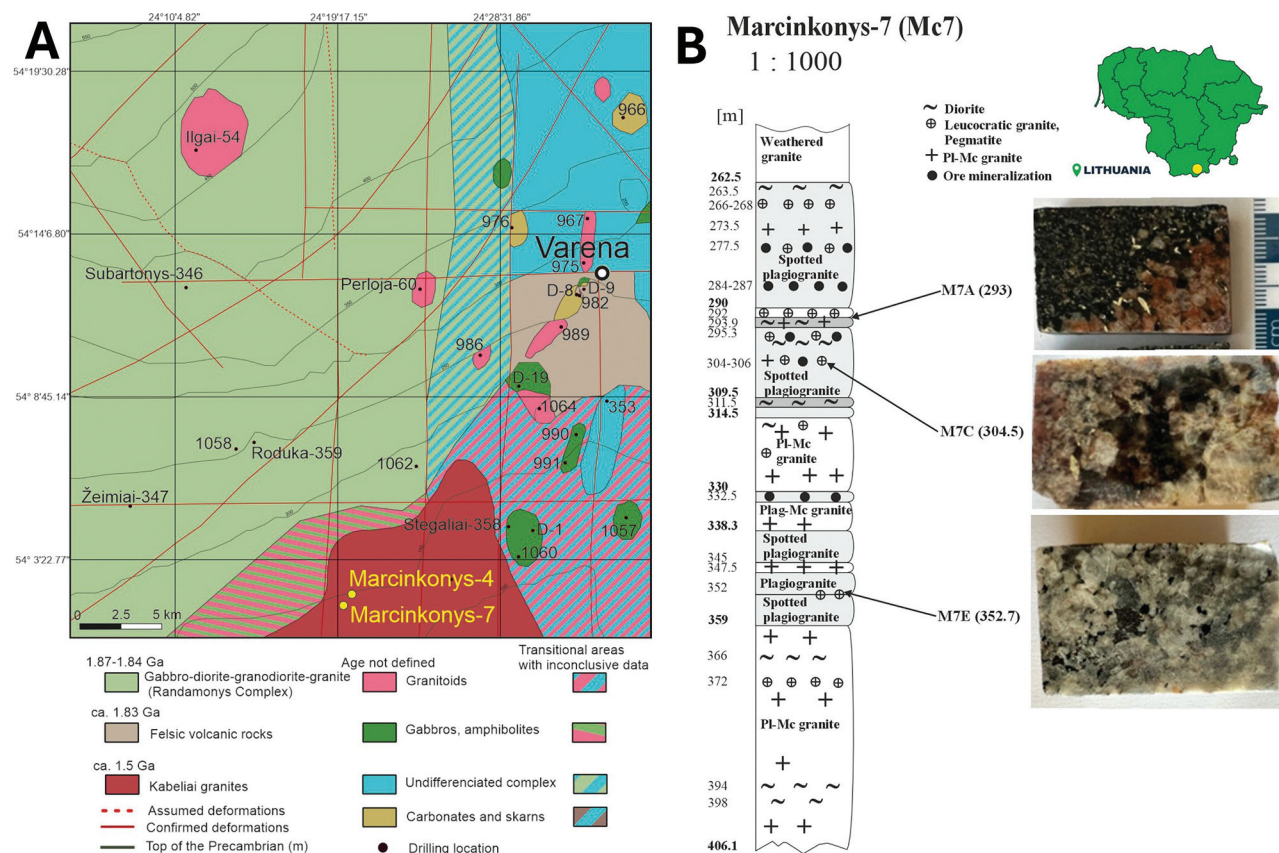 A
24°10'4.82"
24°19'17.15"
24°28'31.86"
54°19'30.28"
54°14'6.80"
54° 8'45.14"
54° 3'22.77"
Ilgai-54
966
976
967
Varena
975
Subartonys-346
Perloja-60
D-8
D-9
982
989
986
D-19
1064
353
1058
Roduka-359
1062
990
991
Žeimiai-347
Stegaliai-358
D-1
1057
1060
Marcinkonys-4
Marcinkonys-7
0 2.5 5 km
1.87-1.84 Ga
Gabbro-diorite-granodiorite-granite
(Randamonys Complex)
ca. 1.83 Ga
Felsic volcanic rocks
ca. 1.5 Ga
Kabeliai granites
Assumed deformations
Confirmed deformations
Top of the Precambrian (m)
Age not defined
Granitoids
Gabbros, amphibolites
Undifferenciated complex
Carbonates and skarns
Drilling location
Transitional areas
with inconclusive data
B
Marcinkonys-7 (Mc7)
1 : 1000
[m]
Diorite
Leucocratic granite,
Pegmatite
Pl-Mc granite
Ore mineralization
LITHUANIA
Weathered
granite
262.5
263.5
266-268
273.5
277.5
Spotted
plagiogranite
284-287
290
292
293.9
295.3
304-306
Spotted
plagiogranite
309.5
311.5
314.5
Pl-Mc
granite
330
332.5
Plag-Mc granite
338.3
Spotted
plagiogranite
345
347.5
Plagiogranite
352
Spotted
plagiogranite
359
366
372
Pl-Mc granite
394
398
406.1
M7A (293)
M7C (304.5)
M7E (352.7)
cm